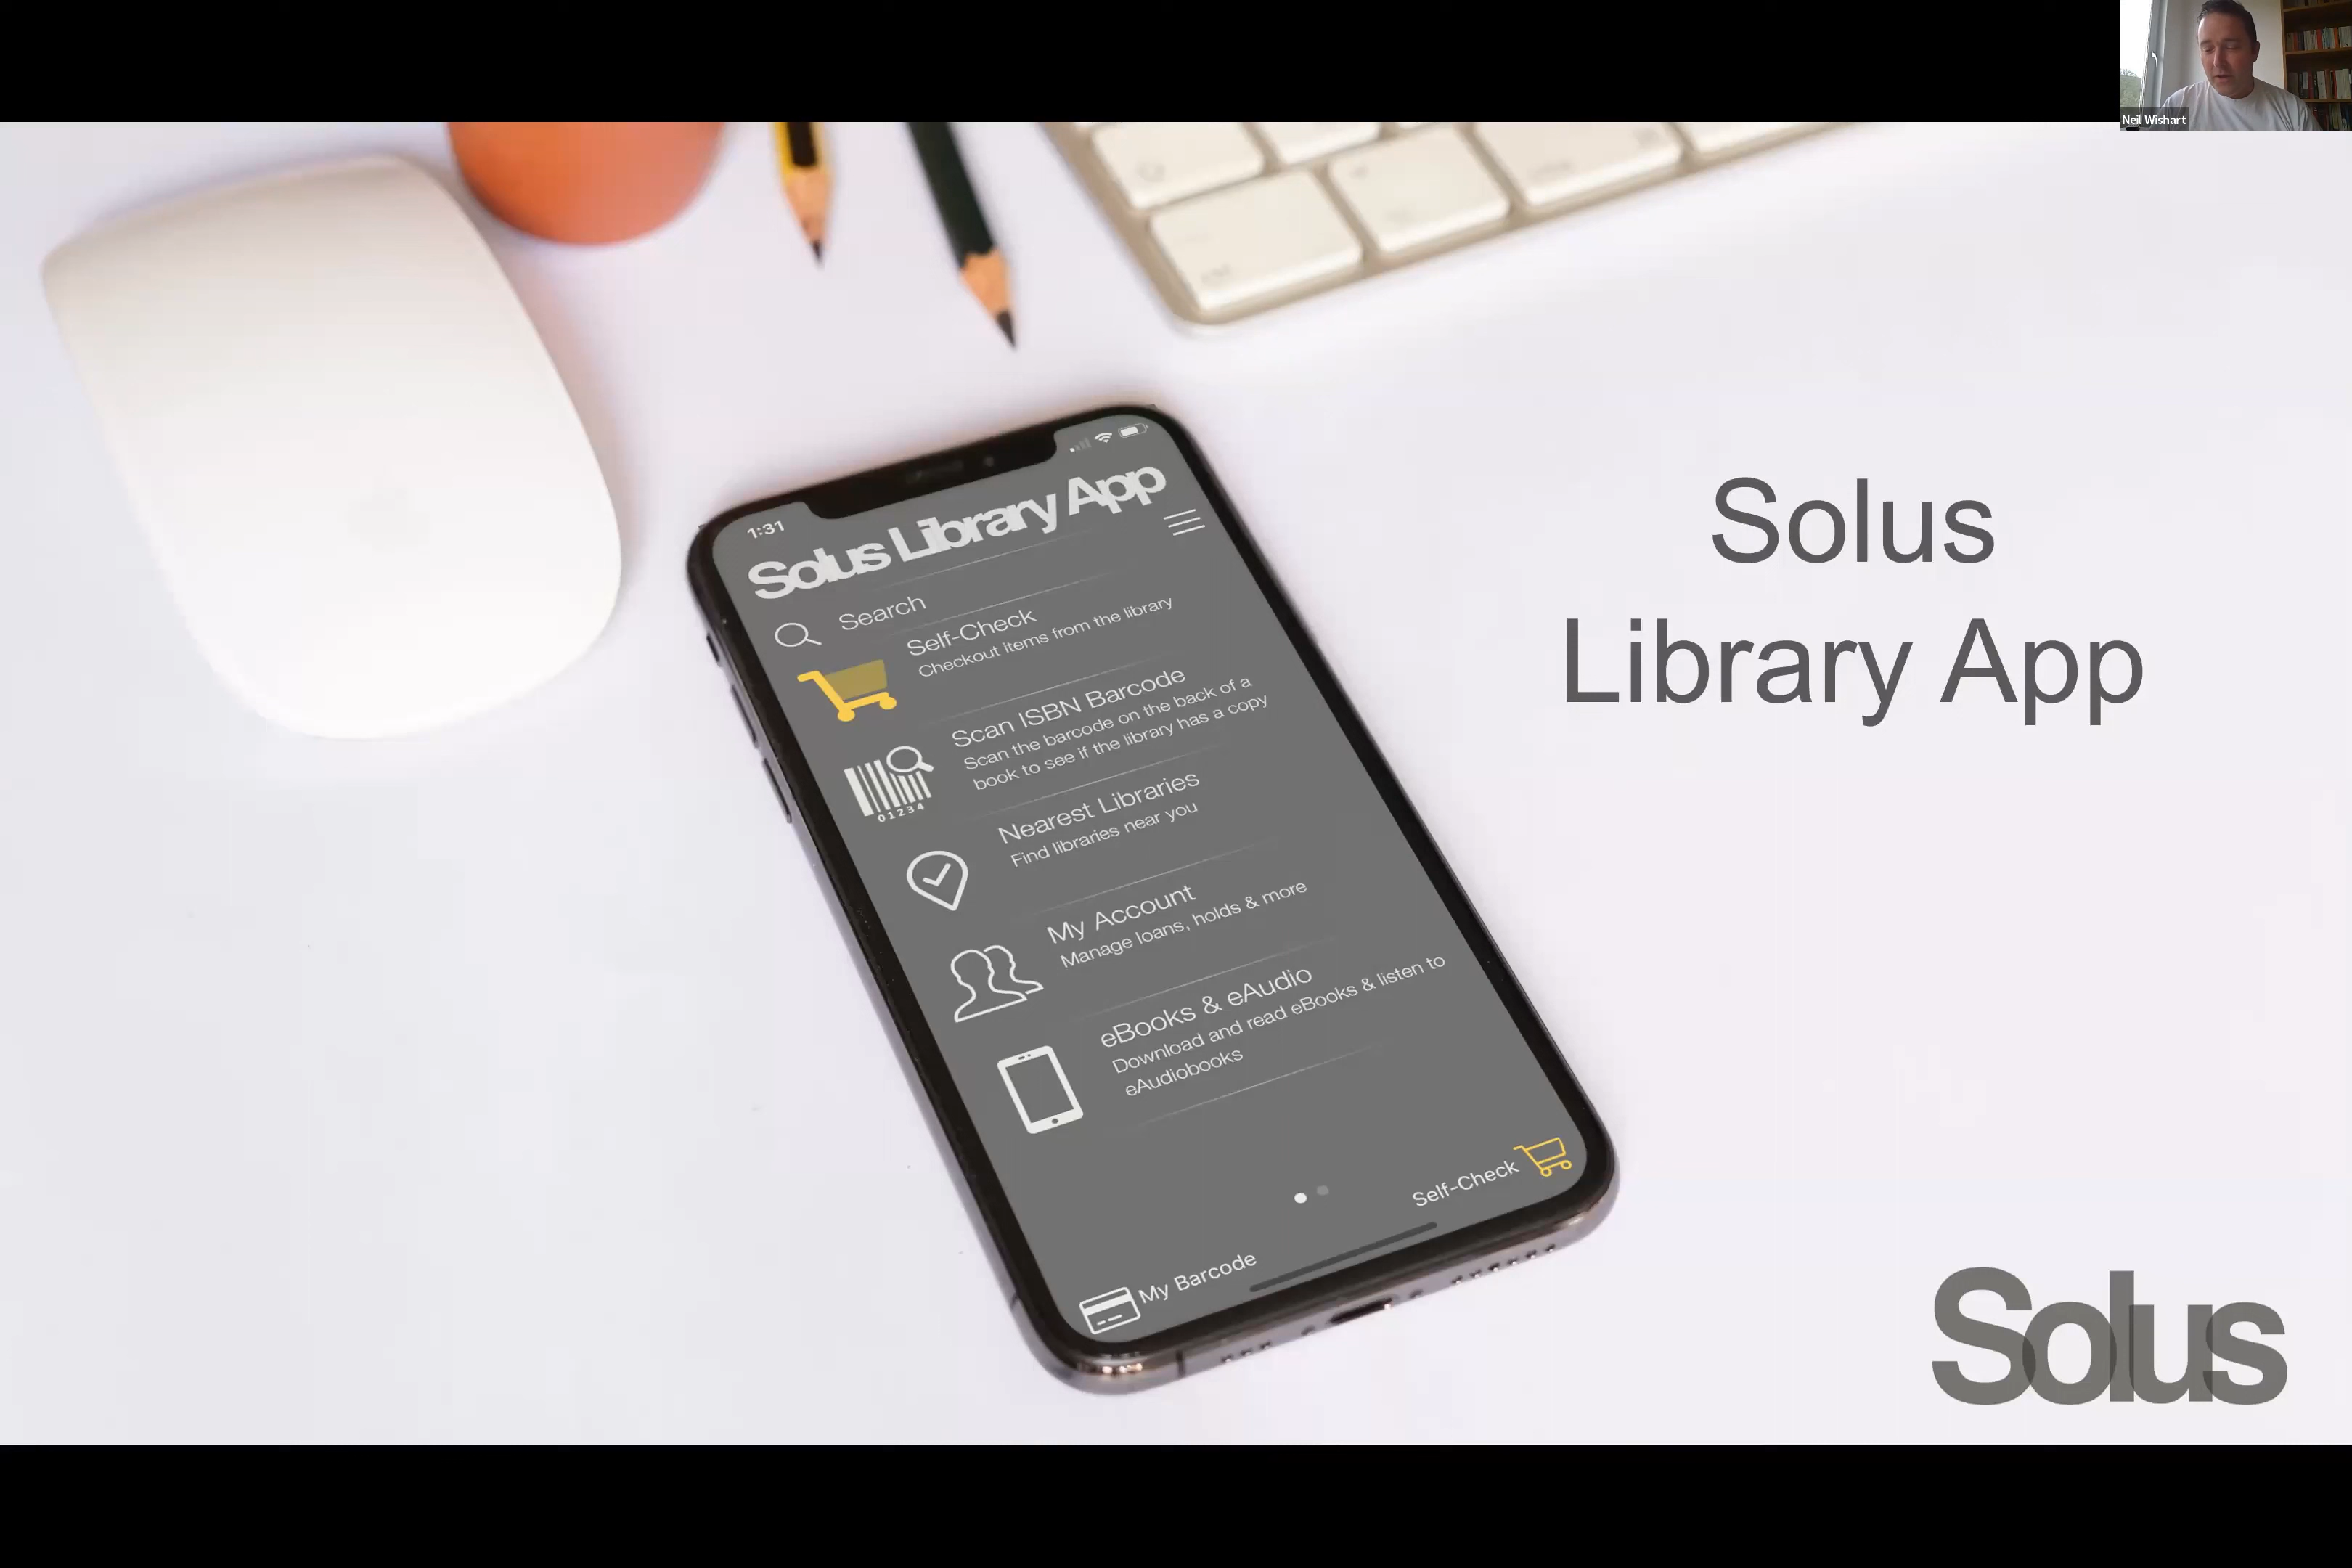 Neil Wishart
1:31
Solus Library App
Search
Self-Check
Checkout items from the library
Scan ISBN Barcode
Scan the barcode on the back of a
book to see if the library has a copy
01234
Nearest Libraries
Find libraries near you
My Account
Manage loans, holds & more
eBooks & eAudio
Download and read eBooks & listen to
eAudiobooks
Self-Check
My Barcode
Solus
Library App
Solus